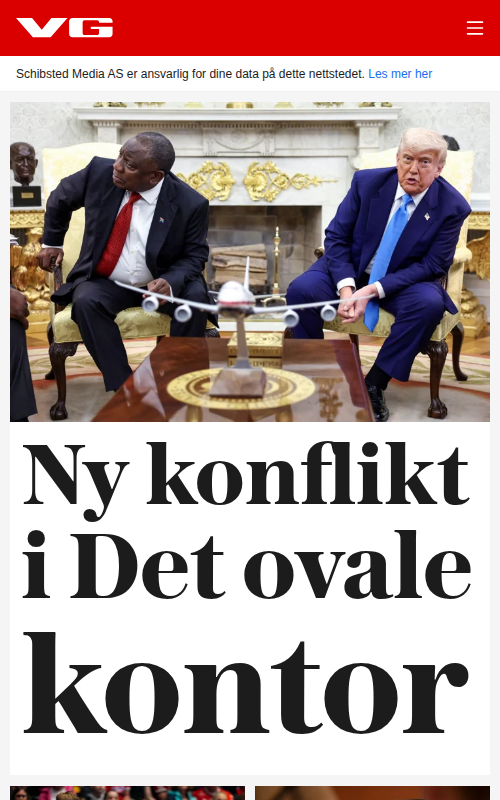 VG
Schibsted Media AS er ansvarlig for dine data på dette nettstedet. Les mer her
Ny konflikt
i Det ovale
kontor